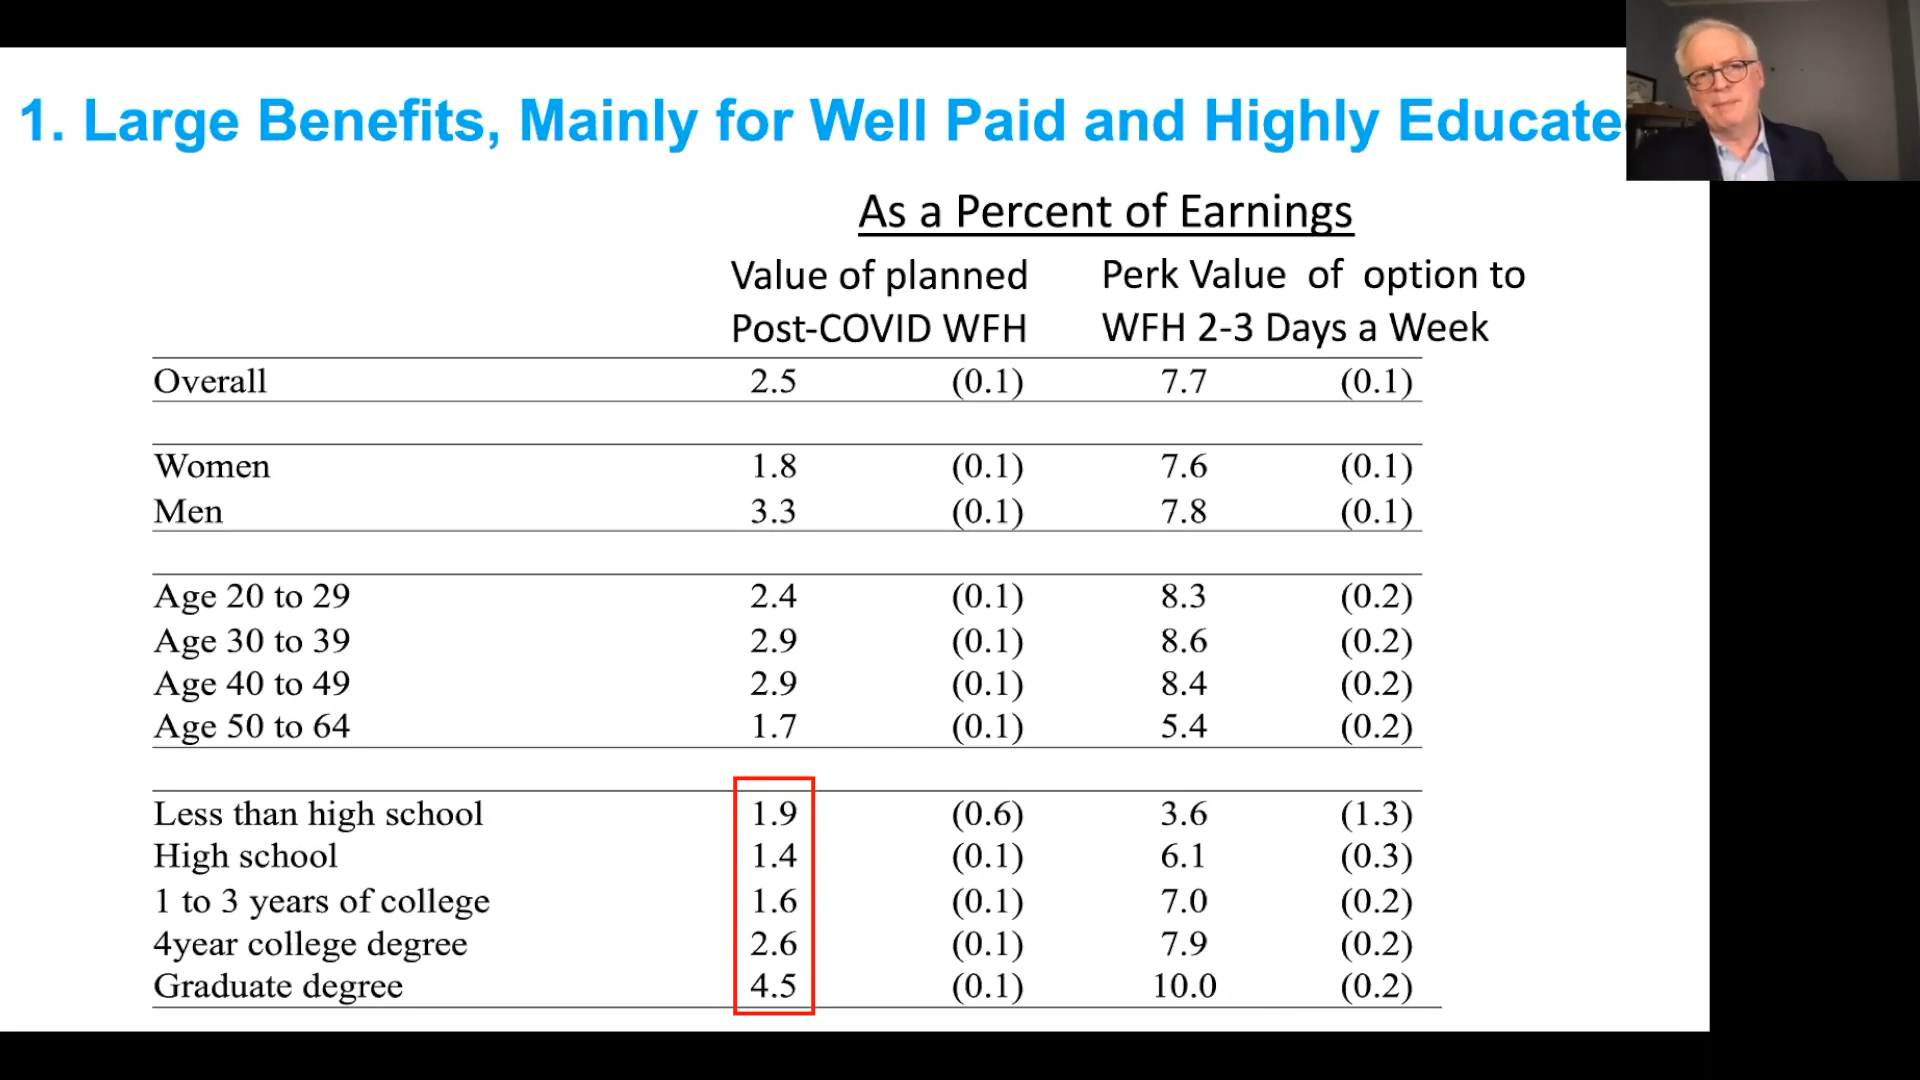 1. Large Benefits, Mainly for Well Paid and Highly Educate
As a Percent of Earnings
Value of planned Perk Value of option to
Post-COVID WFH WFH 2-3 Days a Week
Overall 2.5 (0.1) 7.7 (0.1)
Women 1.8 (0.1) 7.6 (0.1)
Men 3.3 (0.1) 7.8 (0.1)
Age 20 to 29 2.4 (0.1) 8.3 (0.2)
Age 30 to 39 2.9 (0.1) 8.6 (0.2)
Age 40 to 49 2.9 (0.1) 8.4 (0.2)
Age 50 to 64 1.7 (0.1) 5.4 (0.2)
Less than high school 1.9 (0.6) 3.6 (1.3)
High school 1.4 (0.1) 6.1 (0.3)
1 to 3 years of college 1.6 (0.1) 7.0 (0.2)
4year college degree 2.6 (0.1) 7.9 (0.2)
Graduate degree 4.5 (0.1) 10.0 (0.2)